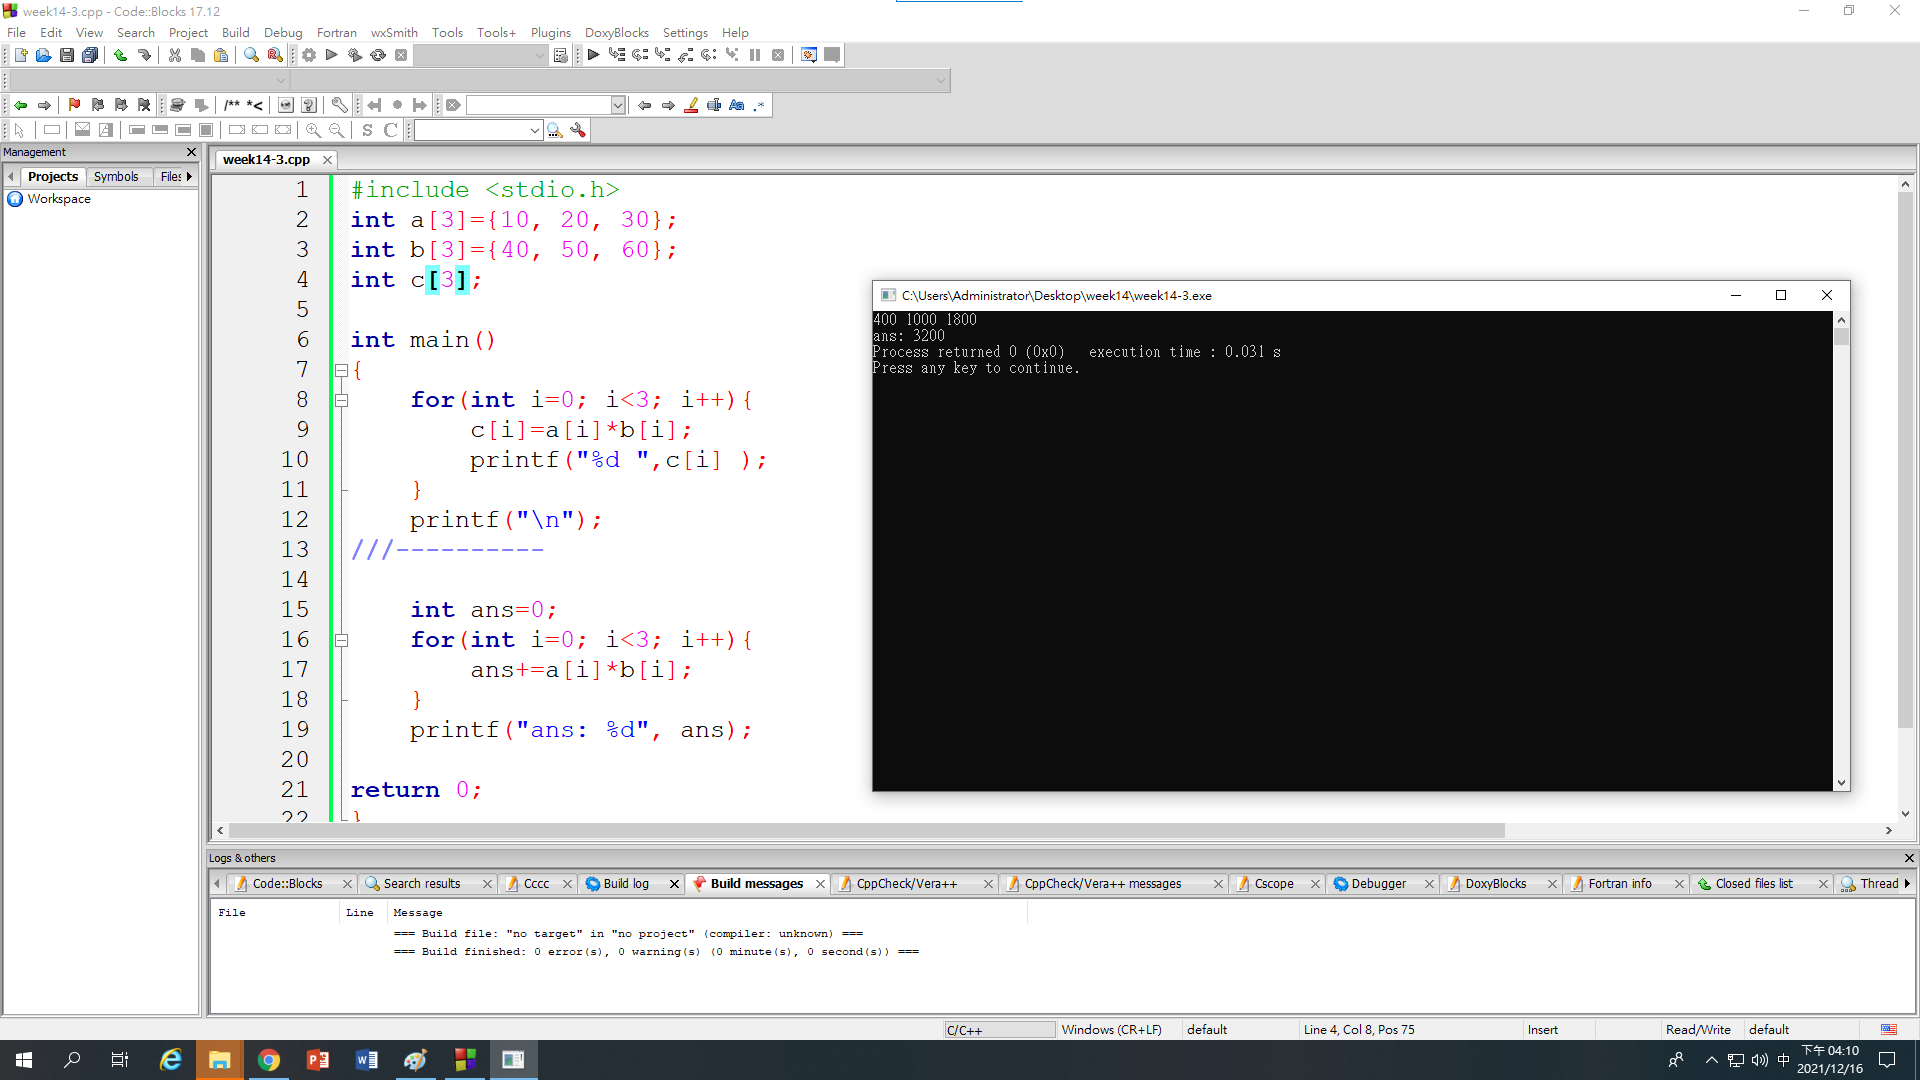 week14-3.cpp - Code::Blocks 17.12
File Edit View Search Project Build Debug Fortran wxSmith Tools Tools+ Plugins DoxyBlocks Settings Help
/** *<
S C
Management
week14-3.cpp
Projects Symbols Files
Workspace
1 #include <stdio.h>
2 int a[3]={10, 20, 30};
3 int b[3]={40, 50, 60};
4 int c[3];
5
6 int main()
7 {
8 for(int i=0; i<3; i++){
9 c[i]=a[i]*b[i];
10 printf("%d ",c[i] );
11 }
12 printf("\n");
13 ///----------
14
15 int ans=0;
16 for(int i=0; i<3; i++){
17 ans+=a[i]*b[i];
18 }
19 printf("ans: %d", ans);
20
21 return 0;
22 }
C:\Users\Administrator\Desktop\week14\week14-3.exe
400 1000 1800
ans: 3200
Process returned 0 (0x0)   execution time : 0.031 s
Press any key to continue.
Logs & others
Code::Blocks Search results Cccc Build log Build messages CppCheck/Vera++ CppCheck/Vera++ messages Cscope Debugger DoxyBlocks Fortran info Closed files list Thread
File Line Message
=== Build file: "no target" in "no project" (compiler: unknown) ===
=== Build finished: 0 error(s), 0 warning(s) (0 minute(s), 0 second(s)) ===
C/C++ Windows (CR+LF) default Line 4, Col 8, Pos 75 Insert Read/Write default
中 下午 04:10
2021/12/16